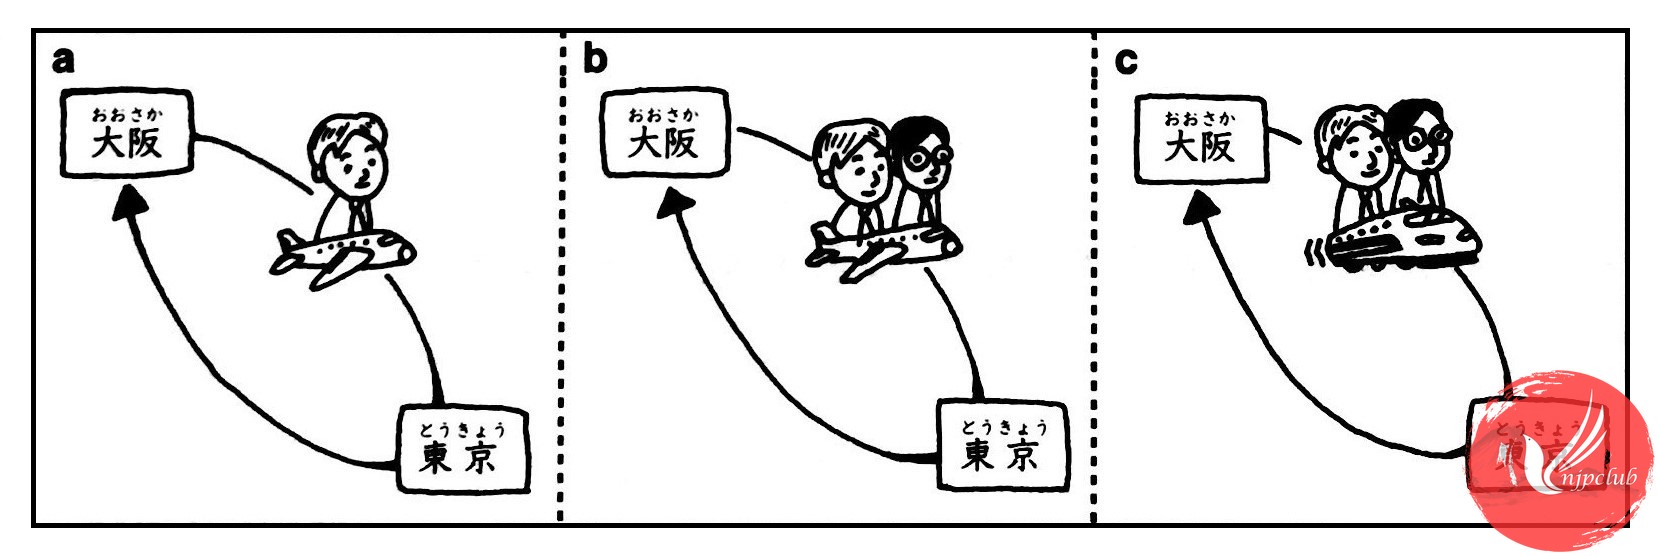 a
おおさか
大阪
とうきょう
東京
b
おおさか
大阪
とうきょう
東京
c
おおさか
大阪
とうきょう
東京
njpclub